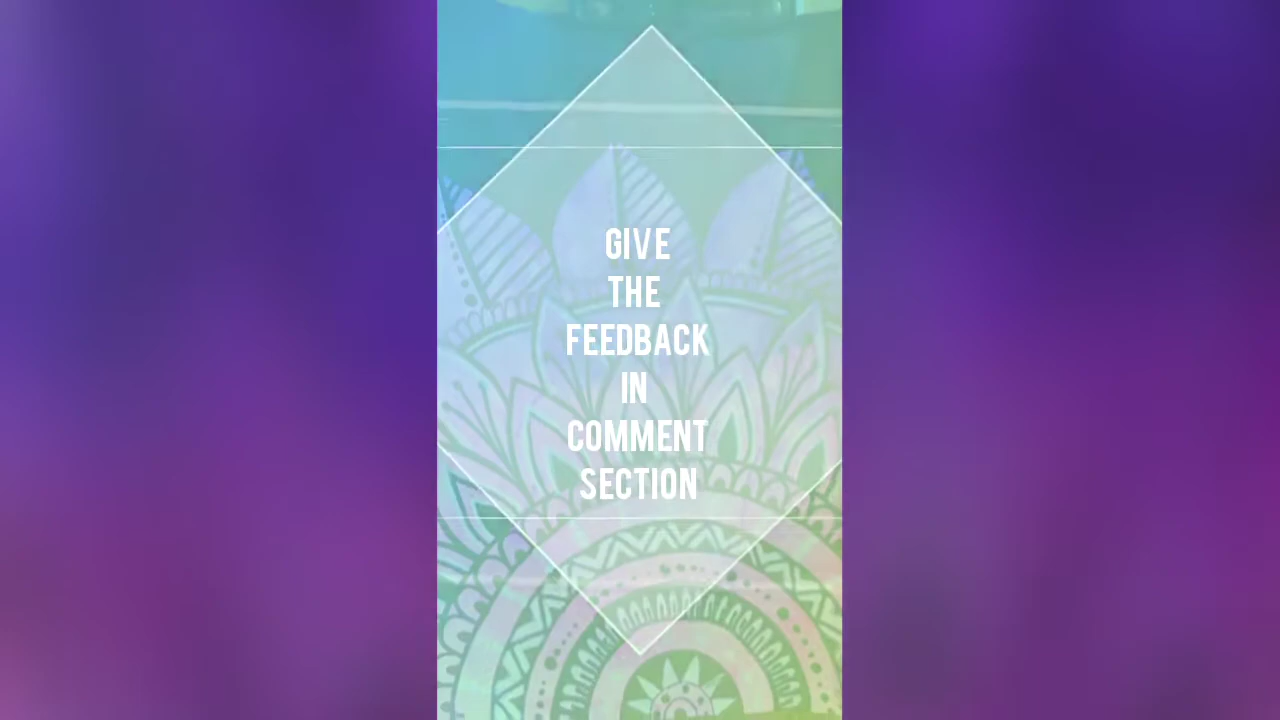 GIVE
THE
FEEDBACK
IN
COMMENT
SECTION